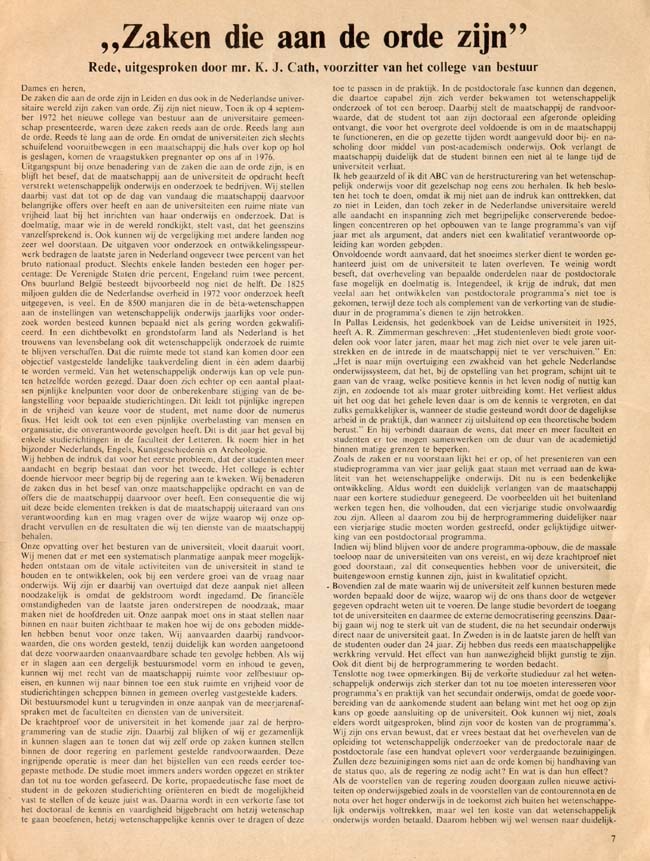 „Zaken die aan de orde zijn”
Rede, uitgesproken door mr. K. J. Cath, voorzitter van het college van bestuur
Dames en heren,
De zaken die aan de orde zijn in Leiden en dus ook in de Nederlandse univer-
sitaire wereld zijn zaken van orde. Zij zijn niet nieuw. Toen ik op 4 septem-
ber 1972 het nieuwe college van bestuur aan de universitaire gemeen-
schap presenteerde, waren deze zaken reeds aan de orde. Reeds lang aan
de orde. Reeds te lang aan de orde. En omdat de universiteit zich slechts
schuifelend vooruitbewegen in een maatschappij die hals over kop op hol
is geslagen, komen de vraagstukken pregnanter op ons af in 1976.
Uitgangspunt bij onze benadering van de zaken die aan de orde zijn, is en
blijft het besef, dat de maatschappij aan de universiteit de opdracht heeft
verstrekt wetenschappelijk onderwijs en onderzoek te bedrijven. Wij stellen
daarbij vast dat tot op de dag van vandaag die maatschappij daarvoor
belangrijke offers over heeft en aan de universiteiten een ruime mate van
vrijheid laat bij het inrichten van haar onderwijs en onderzoek. Dat is
doelmatig, maar wie in de wereld rondkijkt, stelt vast, dat het geenszins
vanzelfsprekend is. Ook kunnen wij de vergelijking met andere landen nog
zeer wel doorstaan. De uitgaven voor onderzoek en ontwikkelingsspeur-
werk bedragen de laatste jaren in Nederland ongeveer twee percent van het
bruto nationaal product. Slechts enkele landen besteden een hoger per-
centage: De Verenigde Staten drie percent, Engeland ruim twee percent.
Ons buurland België besteedt bijvoorbeeld nog niet de helft. De 1825
miljoen gulden die de Nederlandse overheid in 1972 voor onderzoek heeft
uitgegeven, is veel. En de 8500 manjaren die in de bèta-wetenschappen
aan de instellingen van wetenschappelijk onderwijs jaarlijks voor onder-
zoek worden besteed kunnen bepaald niet als gering worden gekwalifi-
ceerd. In een dichtbevolkt en grondstofarm land als Nederland is het
trouwens van levensbelang ook dit wetenschappelijk onderzoek de ruimte
te blijven verschaffen. Dat die ruimte mede tot stand kan komen door een
objectief vastgestelde landelijke taakverdeling dient in één adem daarbij
te worden vermeld. Van het wetenschappelijk onderwijs kan op vele pun-
ten hetzelfde worden gezegd. Daar doen zich echter op een aantal plaat-
sen pijnlijke knelpunten voor door de onberekenbare stijging van de be-
langstelling voor bepaalde studierichtingen. Dit leidt tot pijnlijke ingrepen
in de vrijheid van keuze voor de student, met name door de numerus
fixus. Het leidt ook tot een even pijnlijke overbelasting van mensen en
organisatie, die onverantwoorde gevolgen heeft. Dit is dit jaar het geval bij
enkele studierichtingen in de faculteit der Letteren. Ik noem hier in het
bijzonder Nederlands, Engels, Kunstgeschiedenis en Archeologie.
Wij hebben de indruk dat voor het eerste probleem, dat der studenten meer
aandacht en begrip bestaat dan voor het tweede. Het college is echter
doende hiervoor meer begrip bij de regering aan te kweken. Wij benaderen
de zaken dus in het besef van onze maatschappelijke opdracht en van de
offers die de maatschappij daarvoor over heeft. Een consequentie die wij
uit deze beide elementen trekken is dat de maatschappij uiteraard van ons
verantwoording kan en mag vragen over de wijze waarop wij onze op-
dracht vervullen en de resultaten die wij ten dienste van de maatschappij
behalen.
Onze opvatting over het besturen van de universiteit, vloeit daaruit voort.
Wij menen dat er met een systematisch planmatige aanpak meer mogelijk-
heden ontstaan om de vitale activiteiten van de universiteit in stand te
houden en te ontwikkelen, ook bij een verder groei van de vraag naar
onderwijs. Wij zijn er daarbij van overtuigd dat deze aanpak niet alleen
noodzakelijk is omdat de geldstroom wordt ingedamd. De financiële
omstandigheden van de laatste jaren onderstrepen de noodzaak, maar
maken niet de hoofdreden uit. Onze aanpak moet ons in staat stellen naar
binnen en naar buiten zichtbaar te maken hoe wij de ons geboden midde-
len hebben benut voor onze taken. Wij aanvaarden daarbij randvoor-
waarden, die ons worden gesteld, tenzij duidelijk kan worden aangetoond
dat deze voorwaarden onaanvaardbare schade ten gevolge hebben. Als wij
er in slagen aan een dergelijk bestuursmodel vorm en inhoud te geven,
kunnen wij met recht van de maatschappij ruimte voor zelfbestuur op-
eisen, en kunnen wij naar binnen toe een stuk ruimte en vrijheid voor de
studierichtingen scheppen binnen in gemeen overleg vastgestelde kaders.
Dit bestuursmodel kunt u terugvinden in onze aanpak van de meerjarenaf-
spraken met de faculteiten en diensten van de universiteit.
De krachtproef voor de universiteit in het komende jaar zal de herpro-
grammering van de studie zijn. Daarbij zal blijken of wij er gezamenlijk
in kunnen slagen aan te tonen dat wij zelf orde op zaken kunnen stellen
binnen de door regering en parlement gestelde randvoorwaarden. Deze
ingrijpende operatie is meer dan het bijstellen van een reeds eerder toe-
gepaste methode. De studie moet immers anders worden opgezet en strikter
dan tot nu toe worden gefaseerd. De korte, propaedeutische fase moet de
student in de gekozen studierichting oriënteren en biedt de mogelijkheid
vast te stellen of de keuze juist was. Daarna wordt in een verkorte fase tot
het doctoraal de kennis en vaardigheid bijgebracht om hetzij wetenschap
te gaan beoefenen, hetzij wetenschappelijke kennis over te dragen of deze
toe te passen in de praktijk. In de postdoctorale fase kunnen dan degenen,
die daartoe capabel zijn zich verder bekwamen tot wetenschappelijk
onderzoek of tot een beroep. Daarbij stelt de maatschappij de randvoor-
waarde, dat de student tot aan zijn doctoraal een afgeronde opleiding
ontvangt, die voor het overgrote deel voldoende is om in de maatschappij
te functioneren, en die op gezette tijden wordt aangevuld door bij- en na-
scholing door middel van post-academisch onderwijs. Ook verlangt de
maatschappij duidelijk dat de student binnen een niet al te lange tijd de
universiteit verlaat.
Ik heb geaarzeld of ik dit ABC van de herstructurering van het wetenschap-
pelijk onderwijs voor dit gezelschap nog eens zou herhalen. Ik heb beslo-
ten het toch te doen, omdat ik mij niet aan de indruk kan onttrekken, dat
zo niet in Leiden, dan toch zeker in de Nederlandse universitaire wereld
alle aandacht en inspanning zich met begrijpelijke conserverende bedoe-
lingen concentreren op het opbouwen van te lange programma's van vijf
jaar met als argument, dat anders niet een kwalitatief verantwoorde op-
leiding kan worden geboden.
Onvoldoende wordt aanvaard, dat het snoeimes sterker dient te worden ge-
hanteerd juist om de universiteit te laten overleven. Te weinig wordt
beseft, dat overheveling van bepaalde onderdelen naar de postdoctorale
fase mogelijk en doelmatig is. Integendeel, ik krijg de indruk, dat men
veelal aan het ontwikkelen van postdoctorale programma's niet toe is
gekomen, terwijl deze toch als complement van de verkorting van de studie-
duur in de programma's dienen te zijn betrokken.
In Pallas Leidensis, het gedenkboek van de Leidse universiteit in 1925,
heeft A. R. Zimmerman geschreven: „Het studentenleven biedt grote voor-
delen ook voor later jaren, maar het mag zich niet over te vele jaren uit-
strekken en de intrede in de maatschappij niet te ver verschuiven.” En:
„Het is naar mijn overtuiging een zwakheid van het gehele Nederlandse
onderwijssysteem, dat het, bij de opstelling van het program, schijnt uit te
gaan van de vraag, welke positieve kennis in het leven nodig of nuttig kan
zijn, en zodoende tot als maar groter uitbreiding komt. Het verliest aldus
uit het oog dat het gehele leven daar is om de kennis te vergroten, en dat
zulks gemakkelijker is, wanneer de studie gesteund wordt door de dagelijkse
arbeid in de praktijk, dan wanneer zij uitsluitend op een theoretische bodem
berust.” En hij verbindt daaraan de wens, dat meer en meer faculteit en
studenten er toe mogen samenwerken om de duur van de academietijd
binnen matige grenzen te beperken.
Zoals de zaken er nu voorstaan lijkt het er op, of het presenteren van een
studieprogramma van vier jaar gelijk gaat staan met verraad aan de kwa-
liteit van het wetenschappelijk onderwijs. Dit nu is een bedenkelijke
ontwikkeling. Aldus wordt een duidelijk verlangen van de maatschappij
naar een kortere studieduur genegeerd. De voorbeelden uit het buitenland
werken tegen hen, die volhouden, dat een vierjarige studie onvolwaardig
zou zijn. Alleen al daarom zou bij de herprogrammering duidelijker naar
een vierjarige studie moeten worden gestreefd, onder gelijktijdige uitwer-
king van een postdoctoraal programma.
Indien wij blind blijven voor de andere programma-opbouw, die de massale
toeloop naar de universiteiten van ons vereist, en wij deze krachtproef niet
goed doorstaan, zal dit consequenties hebben voor de universiteit, die
buitengewoon ernstig kunnen zijn, juist in kwalitatief opzicht.
Bovendien zal de mate waarin wij de universiteit zelf kunnen besturen mede
worden bepaald door de wijze, waarop wij de ons thans door de wetgever
gegeven opdracht weten uit te voeren. De lange studie bevordert de toegang
tot de universiteiten en daarmee de externe democratisering geenszins. Daar-
bij gaan wij nog te sterk uit van de student, die na het secundair onderwijs
direct naar de universiteit gaat. In Zweden is in de laatste jaren de helft van
de studenten ouder dan 24 jaar. Zij hebben dus reeds een maatschappelijke
werkkring vervuld. Het effect van hun aanwezigheid blijkt gunstig te zijn.
Ook dit dient bij de herprogrammering te worden bedacht.
Tenslotte nog twee opmerkingen. Bij de verkorte studieduur zal het weten-
schappelijk onderwijs zich sterker dan tot nu toe moeten interesseren voor
programma's en praktijk van het secundair onderwijs, omdat de goede voor-
bereiding van de aankomende student aan belang wint met het oog op zijn
kans op goede aansluiting op de universiteit. Ook kunnen wij niet, zoals
elders wordt uitgesproken, blind zijn voor de kosten van de programma's.
Wij zijn ons ervan bewust, dat er vrees bestaat dat het overhevelen van de
opleiding tot wetenschappelijk onderzoeker van de predoctorale naar de
postdoctorale fase een handvat oplevert voor verdergaande bezuinigingen.
Zullen deze bezuinigingen soms niet aan de orde komen bij handhaving van
de status quo, als de regering ze nodig acht? En wat is dan hun effect?
Als de voorstellen van de regering zouden doorgaan zullen nieuwe activitei-
ten op onderwijsgebied zoals in de voorstellen van de contourennota en de
nota over het hoger onderwijs in de toekomst zich buiten het wetenschappe-
lijk onderwijs voltrekken, maar wel ten koste van dat wetenschappelijk
onderwijs worden betaald. Daarom hebben wij wel wensen naar duidelijk-
7